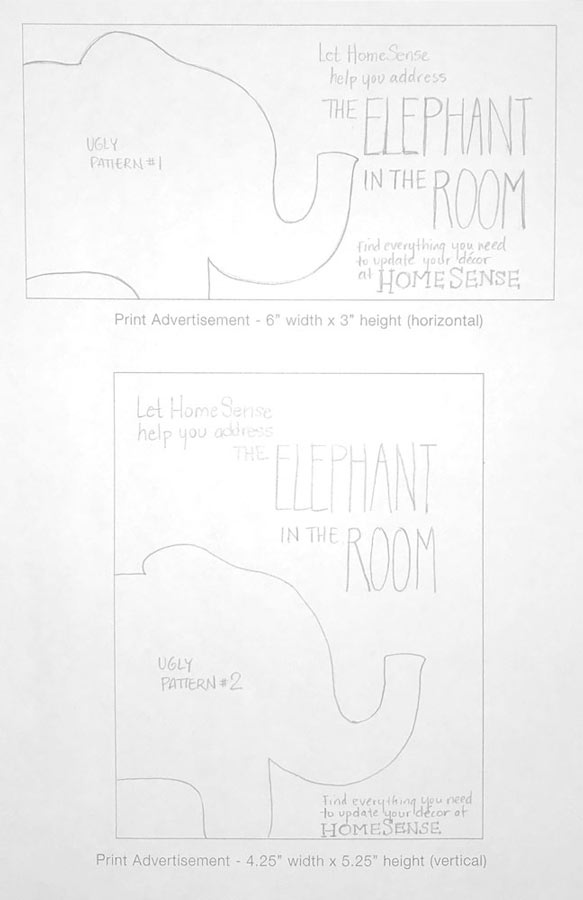 Let HomeSense
help you address
THE ELEPHANT
IN THE ROOM
UGLY
PATTERN #1
Find everything you need
to update your décor
at HOMESENSE
Print Advertisement - 6" width x 3" height (horizontal)
Let HomeSense
help you address
THE ELEPHANT
IN THE ROOM
UGLY
PATTERN #2
Find everything you need
to update your décor at
HOMESENSE
Print Advertisement - 4.25" width x 5.25" height (vertical)